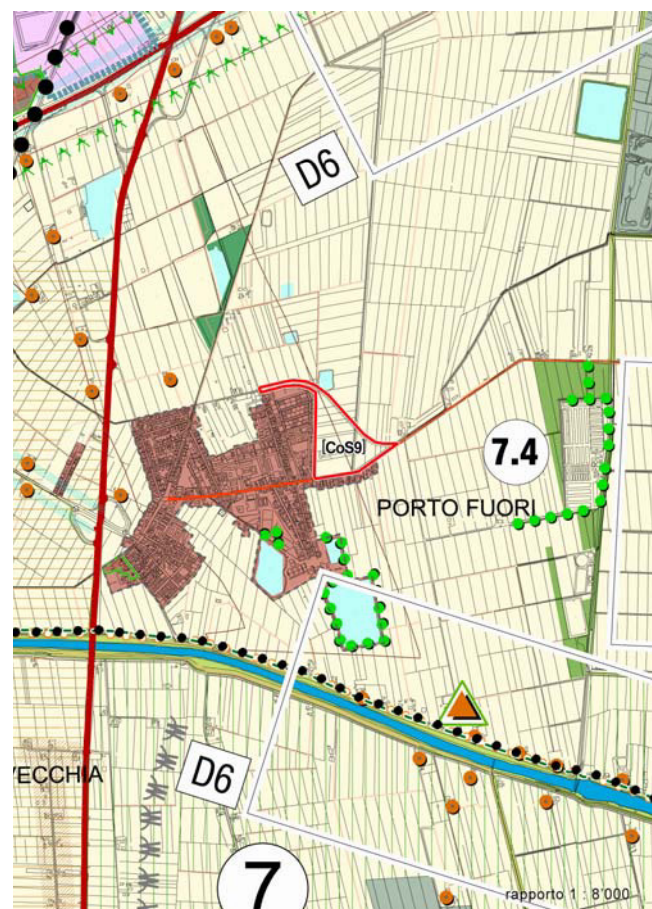 D6
[CoS9]
7.4
PORTO FUORI
VECCHIA
D6
7
rapporto 1 : 8'000